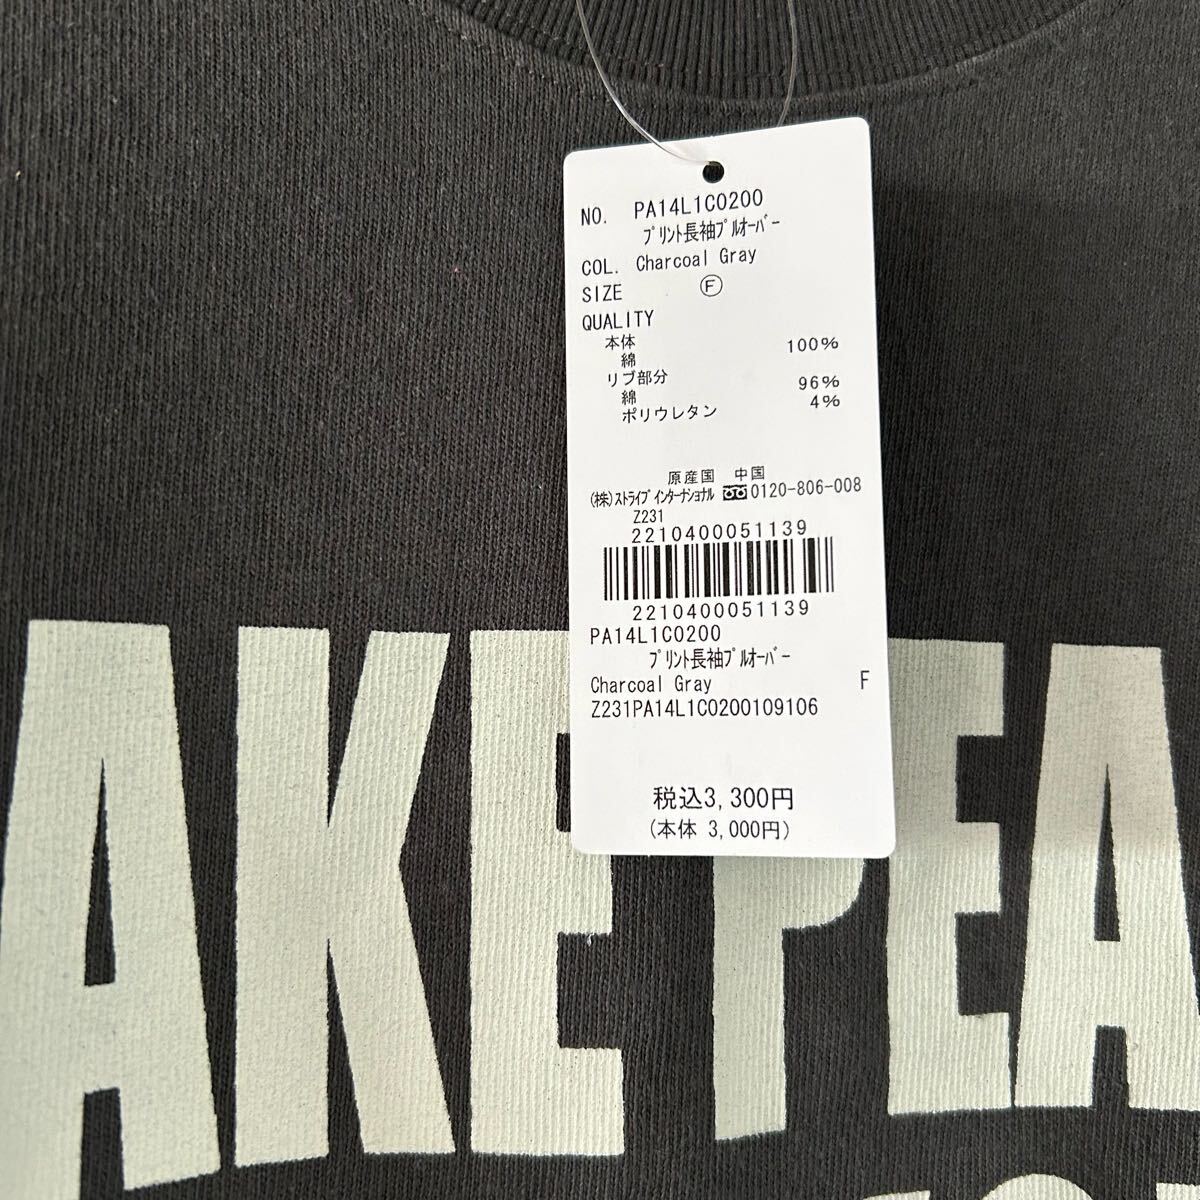 NO. PA14L1C0200
ﾌﾟﾘﾝﾄ長袖ﾌﾟﾙｵｰﾊﾞｰ
COL. Charcoal Gray
SIZE Ⓕ
QUALITY
本体
綿 100%
リブ部分
綿 96%
ポリウレタン 4%
原産国 中国
(株)ｽﾄﾗｲﾌﾟｲﾝﾀｰﾅｼｮﾅﾙ 0120-806-008
Z231
2210400051139
2210400051139
PA14L1C0200
ﾌﾟﾘﾝﾄ長袖ﾌﾟﾙｵｰﾊﾞｰ
Charcoal Gray F
Z231PA14L1C0200109106
税込3,300円
(本体 3,000円)
AKE PEA